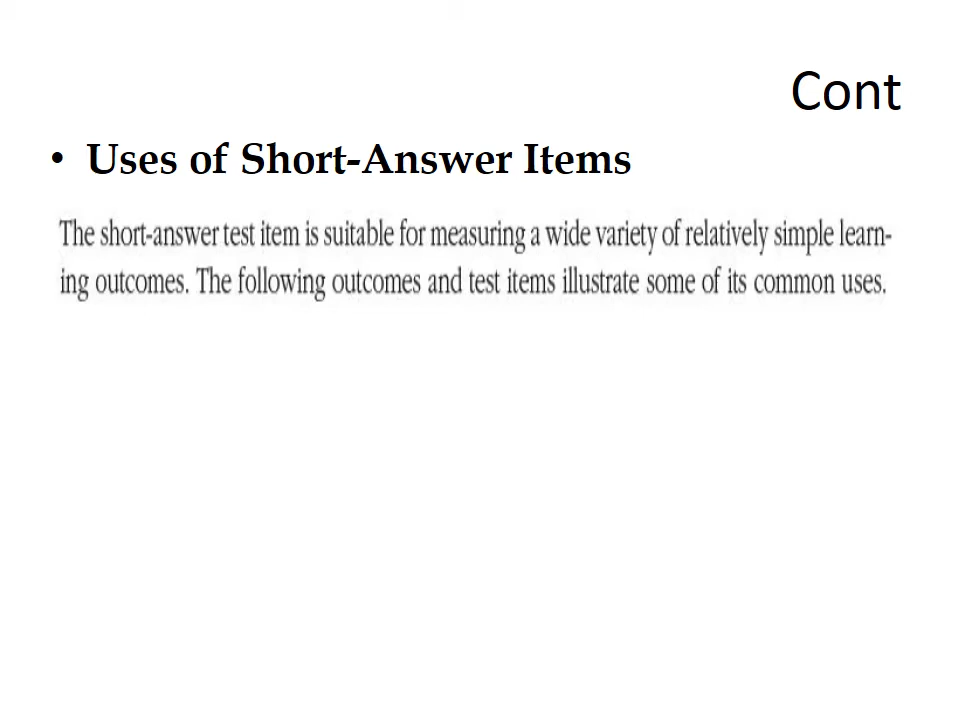 Cont
• Uses of Short-Answer Items
The short-answer test item is suitable for measuring a wide variety of relatively simple learn-
ing outcomes. The following outcomes and test items illustrate some of its common uses.